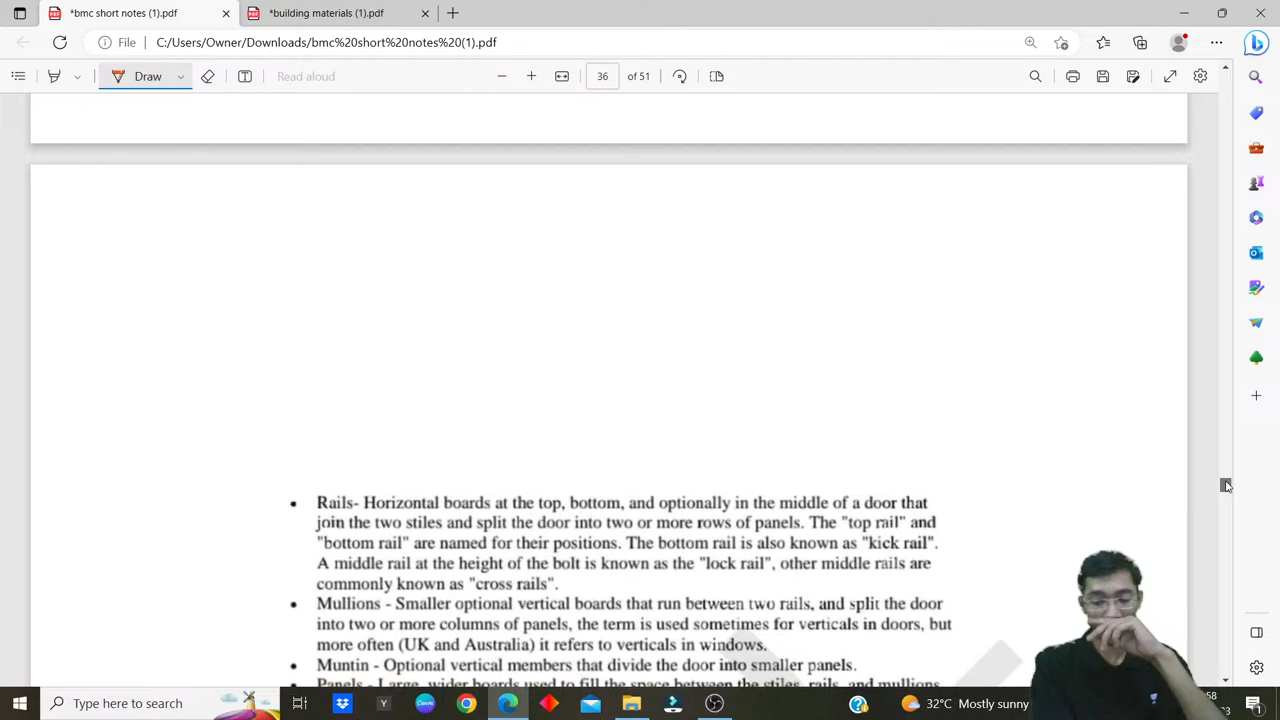 *bmc short notes (1).pdf
*building materials (1).pdf
File
C:/Users/Owner/Downloads/bmc%20short%20notes%20(1).pdf
Draw
Read aloud
36
of 51
Rails- Horizontal boards at the top, bottom, and optionally in the middle of a door that
join the two stiles and split the door into two or more rows of panels. The "top rail" and
"bottom rail" are named for their positions. The bottom rail is also known as "kick rail".
A middle rail at the height of the bolt is known as the "lock rail", other middle rails are
commonly known as "cross rails".
Mullions - Smaller optional vertical boards that run between two rails, and split the door
into two or more columns of panels, the term is used sometimes for verticals in doors, but
more often (UK and Australia) it refers to verticals in windows.
Muntin - Optional vertical members that divide the door into smaller panels.
Panels - Large, wider boards used to fill the space between the stiles, rails, and mullions
Type here to search
32°C Mostly sunny